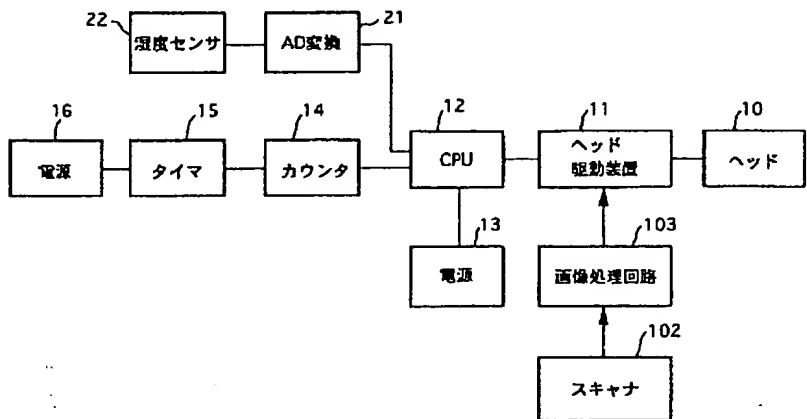 22
湿度センサ
21
AD変換
16
電源
15
タイマ
14
カウンタ
12
CPU
11
ヘッド
駆動装置
10
ヘッド
13
電源
103
画像処理回路
102
スキャナ